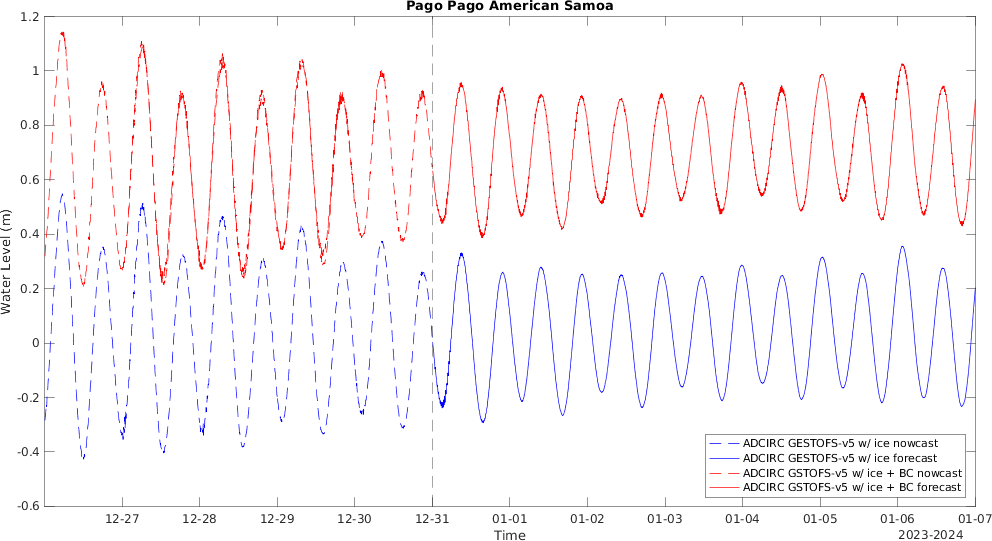 Pago Pago American Samoa
1.2
1
0.8
0.6
0.4
0.2
0
-0.2
-0.4
-0.6
Water Level (m)
12-27 12-28 12-29 12-30 12-31 01-01 01-02 01-03 01-04 01-05 01-06 01-07
Time
2023-2024
ADCIRC GESTOFS-v5 w/ ice nowcast
ADCIRC GESTOFS-v5 w/ ice forecast
ADCIRC GSTOFS-v5 w/ ice + BC nowcast
ADCIRC GSTOFS-v5 w/ ice + BC forecast